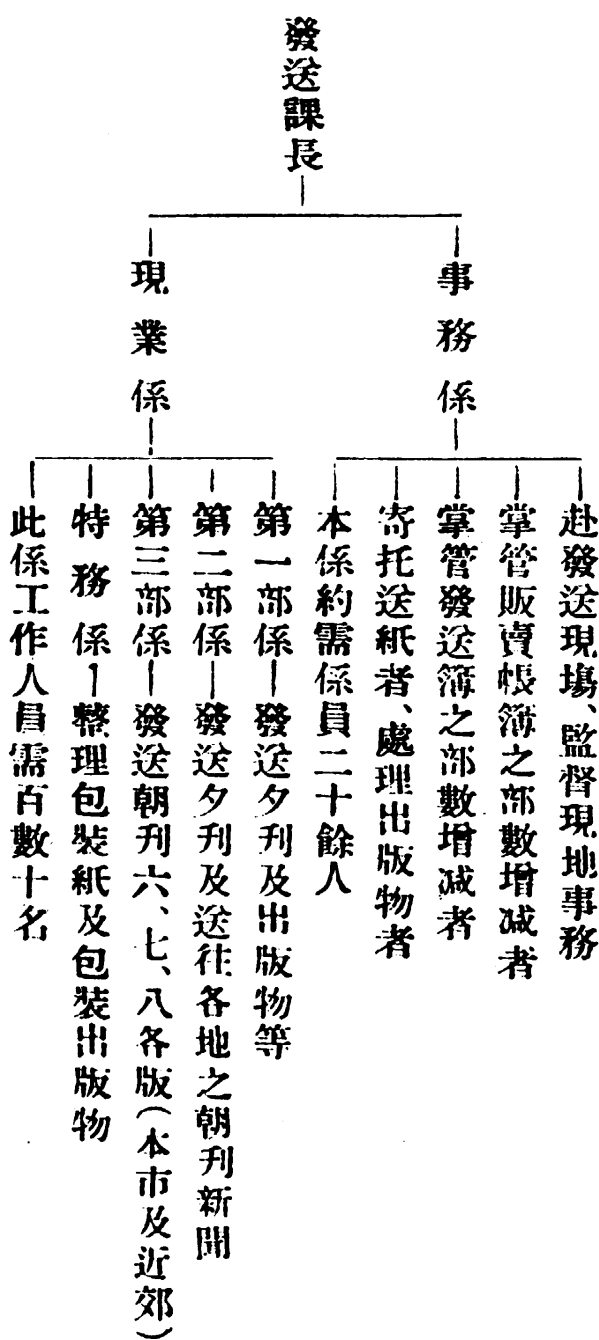 發送課長
事務係
赴發送現場、監督現地事務
掌管販賣帳簿之部數增减者
掌管發送簿之部數增减者
寄托送紙者、處理出版物者
本係約需係員二十餘人
現業係
第一部係—發送夕刊及出版物等
第二部係—發送夕刊及送往各地之朝刊新聞
第三部係—發送朝刊六、七、八各版(本市及近郊)
特務係—整理包裝紙及包裝出版物
此係工作人員需百數十名